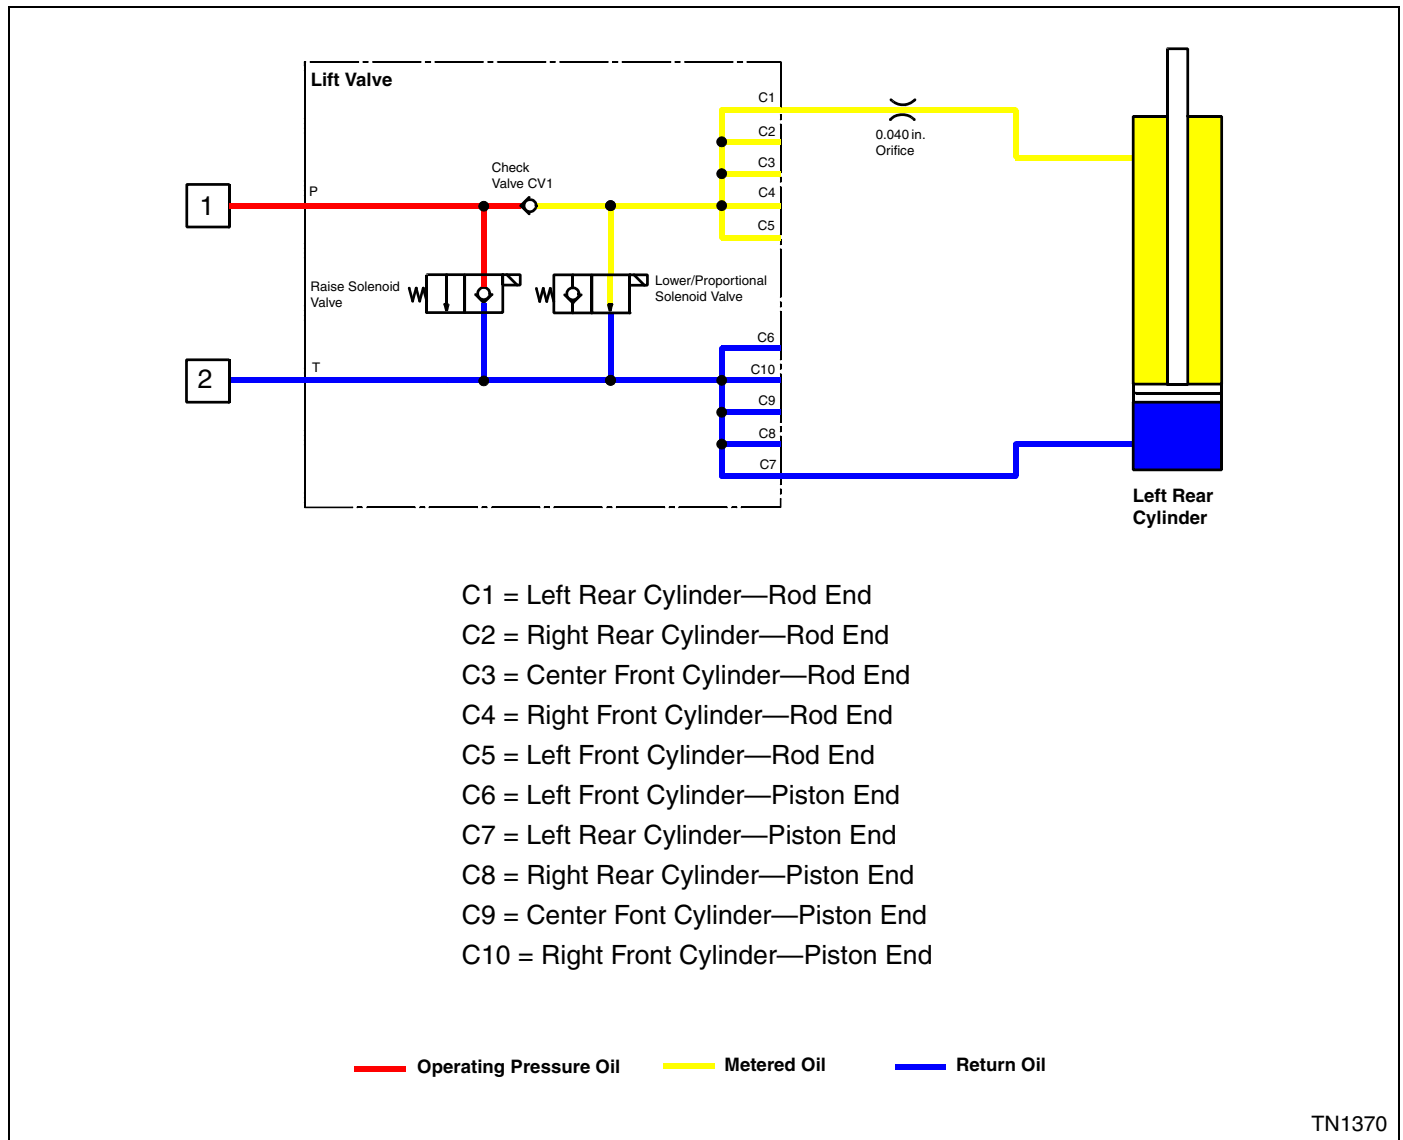 Lift Valve
C1
C2
C3
C4
C5
0.040 in.
Orifice
Check
Valve CV1
1
P
Raise Solenoid
Valve
Lower/Proportional
Solenoid Valve
2
T
C6
C10
C9
C8
C7
Left Rear
Cylinder
C1 = Left Rear Cylinder—Rod End
C2 = Right Rear Cylinder—Rod End
C3 = Center Front Cylinder—Rod End
C4 = Right Front Cylinder—Rod End
C5 = Left Front Cylinder—Rod End
C6 = Left Front Cylinder—Piston End
C7 = Left Rear Cylinder—Piston End
C8 = Right Rear Cylinder—Piston End
C9 = Center Font Cylinder—Piston End
C10 = Right Front Cylinder—Piston End
Operating Pressure Oil
Metered Oil
Return Oil
TN1370